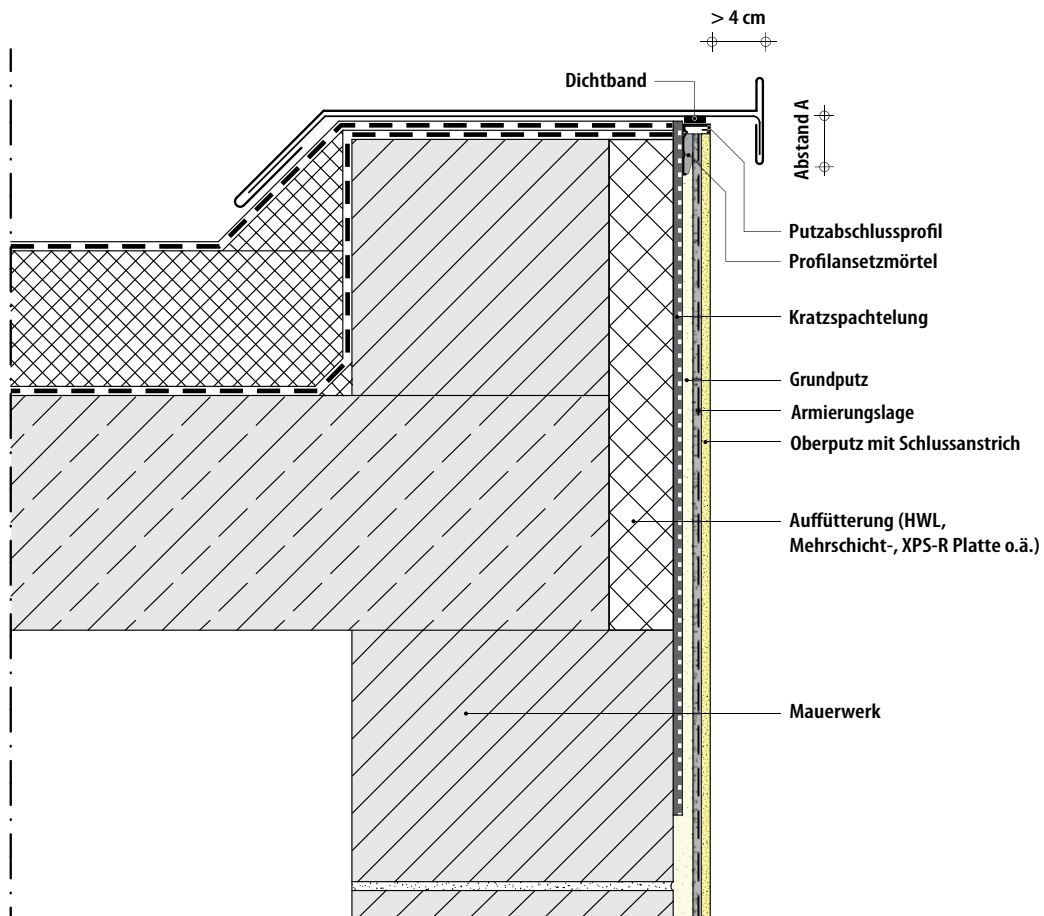 > 4 cm
Dichtband
Abstand A
Putzabschlussprofil
Profilansetzmörtel
Kratzspachtelung
Grundputz
Armierungslage
Oberputz mit Schlussanstrich
Auffütterung (HWL,
Mehrschicht-, XPS-R Platte o.ä.)
Mauerwerk